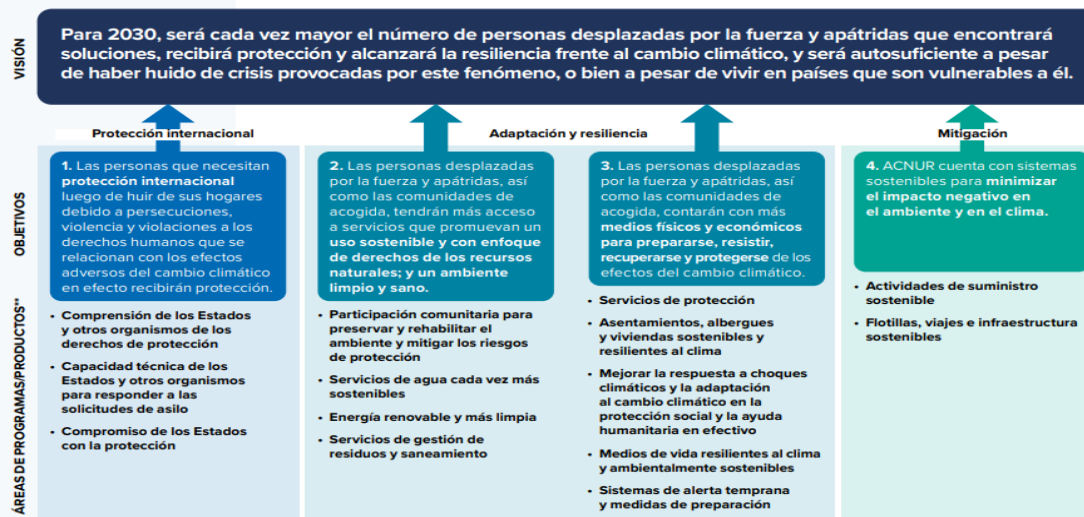 VISIÓN
Para 2030, será cada vez mayor el número de personas desplazadas por la fuerza y apátridas que encontrará
soluciones, recibirá protección y alcanzará la resiliencia frente al cambio climático, y será autosuficiente a pesar
de haber huido de crisis provocadas por este fenómeno, o bien a pesar de vivir en países que son vulnerables a él.
Protección internacional
Adaptación y resiliencia
Mitigación
OBJETIVOS
1. Las personas que necesitan
protección internacional
luego de huir de sus hogares
debido a persecuciones,
violencia y violaciones a los
derechos humanos que se
relacionan con los efectos
adversos del cambio climático
en efecto recibirán protección.
2. Las personas desplazadas
por la fuerza y apátridas, así
como las comunidades de
acogida, tendrán más acceso
a servicios que promuevan un
uso sostenible y con enfoque
de derechos de los recursos
naturales; y un ambiente
limpio y sano.
3. Las personas desplazadas
por la fuerza y apátridas, así
como las comunidades de
acogida, contarán con más
medios físicos y económicos
para prepararse, resistir,
recuperarse y protegerse de los
efectos del cambio climático.
4. ACNUR cuenta con sistemas
sostenibles para minimizar
el impacto negativo en
el ambiente y en el clima.
ÁREAS DE PROGRAMAS/PRODUCTOS**
• Comprensión de los Estados
y otros organismos de los
derechos de protección
• Capacidad técnica de los
Estados y otros organismos
para responder a las
solicitudes de asilo
• Compromiso de los Estados
con la protección
• Participación comunitaria para
preservar y rehabilitar el
ambiente y mitigar los riesgos
de protección
• Servicios de agua cada vez más
sostenibles
• Energía renovable y más limpia
• Servicios de gestión de
residuos y saneamiento
• Servicios de protección
• Asentamientos, albergues
y viviendas sostenibles y
resilientes al clima
• Mejorar la respuesta a choques
climáticos y la adaptación
al cambio climático en la
protección social y la ayuda
humanitaria en efectivo
• Medios de vida resilientes al clima
y ambientalmente sostenibles
• Sistemas de alerta temprana
y medidas de preparación
• Actividades de suministro
sostenible
• Flotillas, viajes e infraestructura
sostenibles